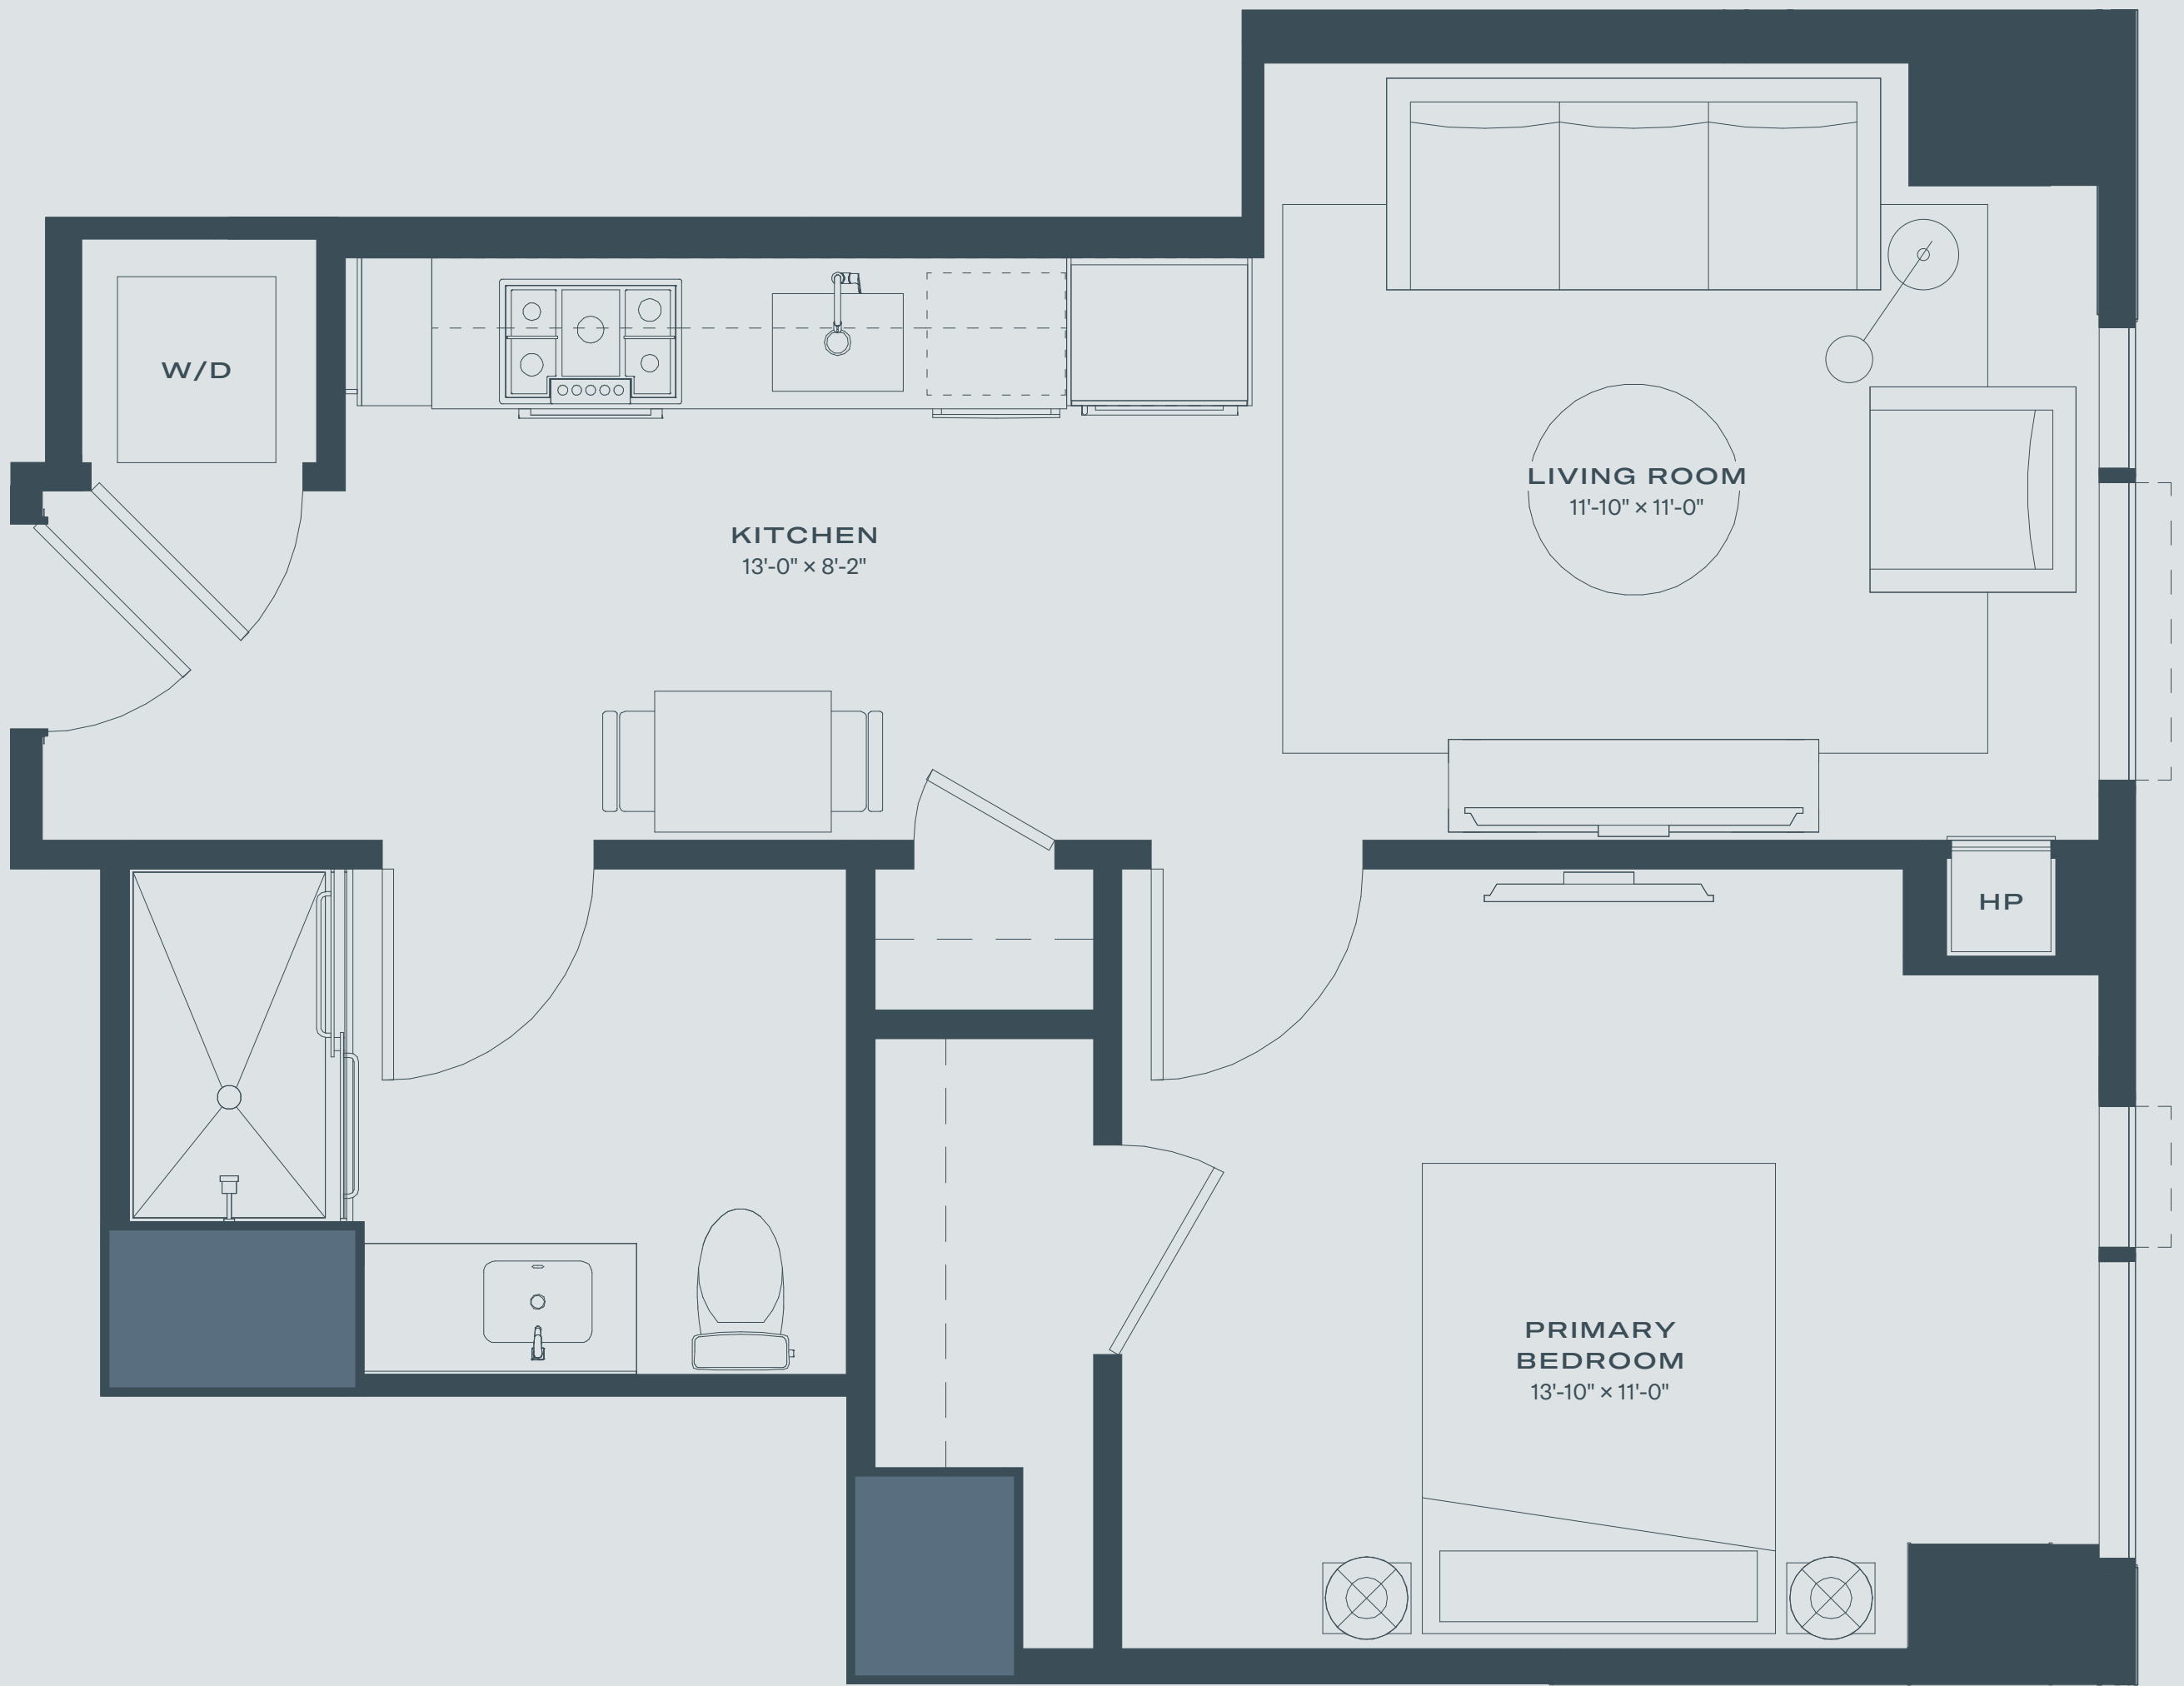 W/D
KITCHEN
13'-0" × 8'-2"
LIVING ROOM
11'-10" × 11'-0"
HP
PRIMARY
BEDROOM
13'-10" × 11'-0"